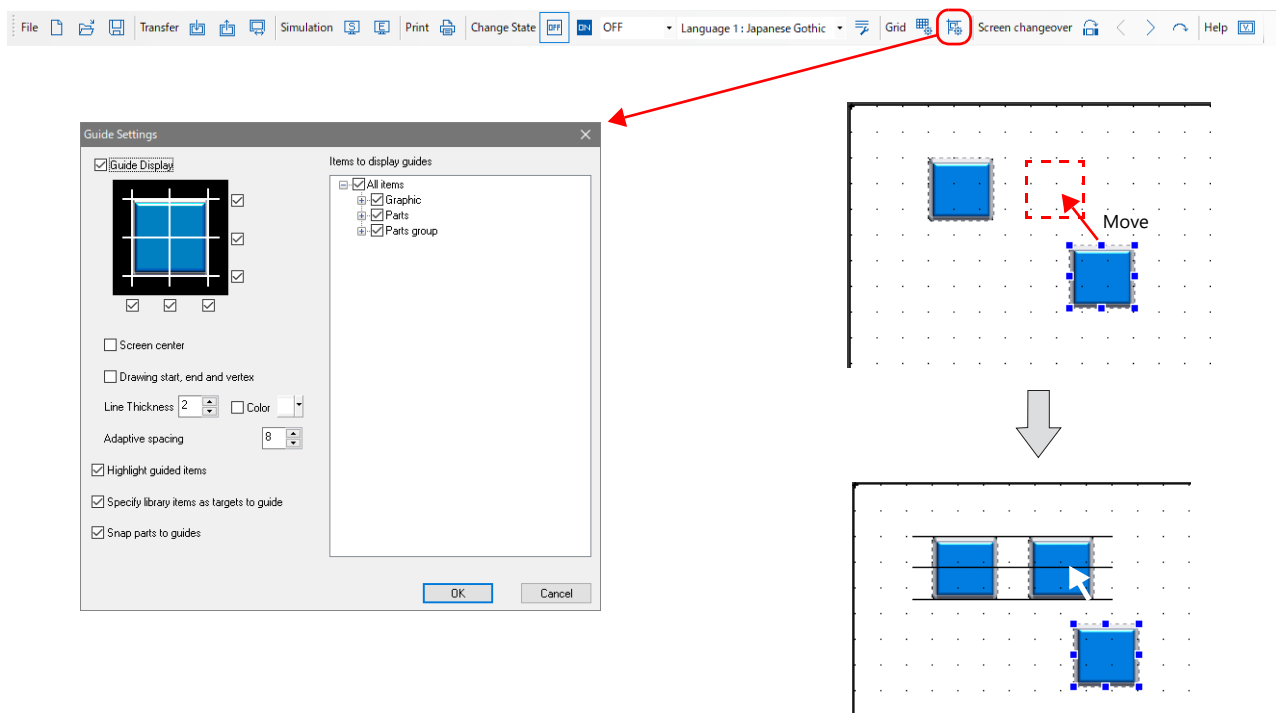 File Transfer Simulation S E Print Change State OFF ON OFF Language 1 : Japanese Gothic Grid Screen changeover Help V
Guide Settings
Guide Display
Items to display guides
All items
Graphic
Parts
Parts group
Screen center
Drawing start, end and vertex
Line Thickness 2 Color
Adaptive spacing 8
Highlight guided items
Specify library items as targets to guide
Snap parts to guides
OK Cancel
Move